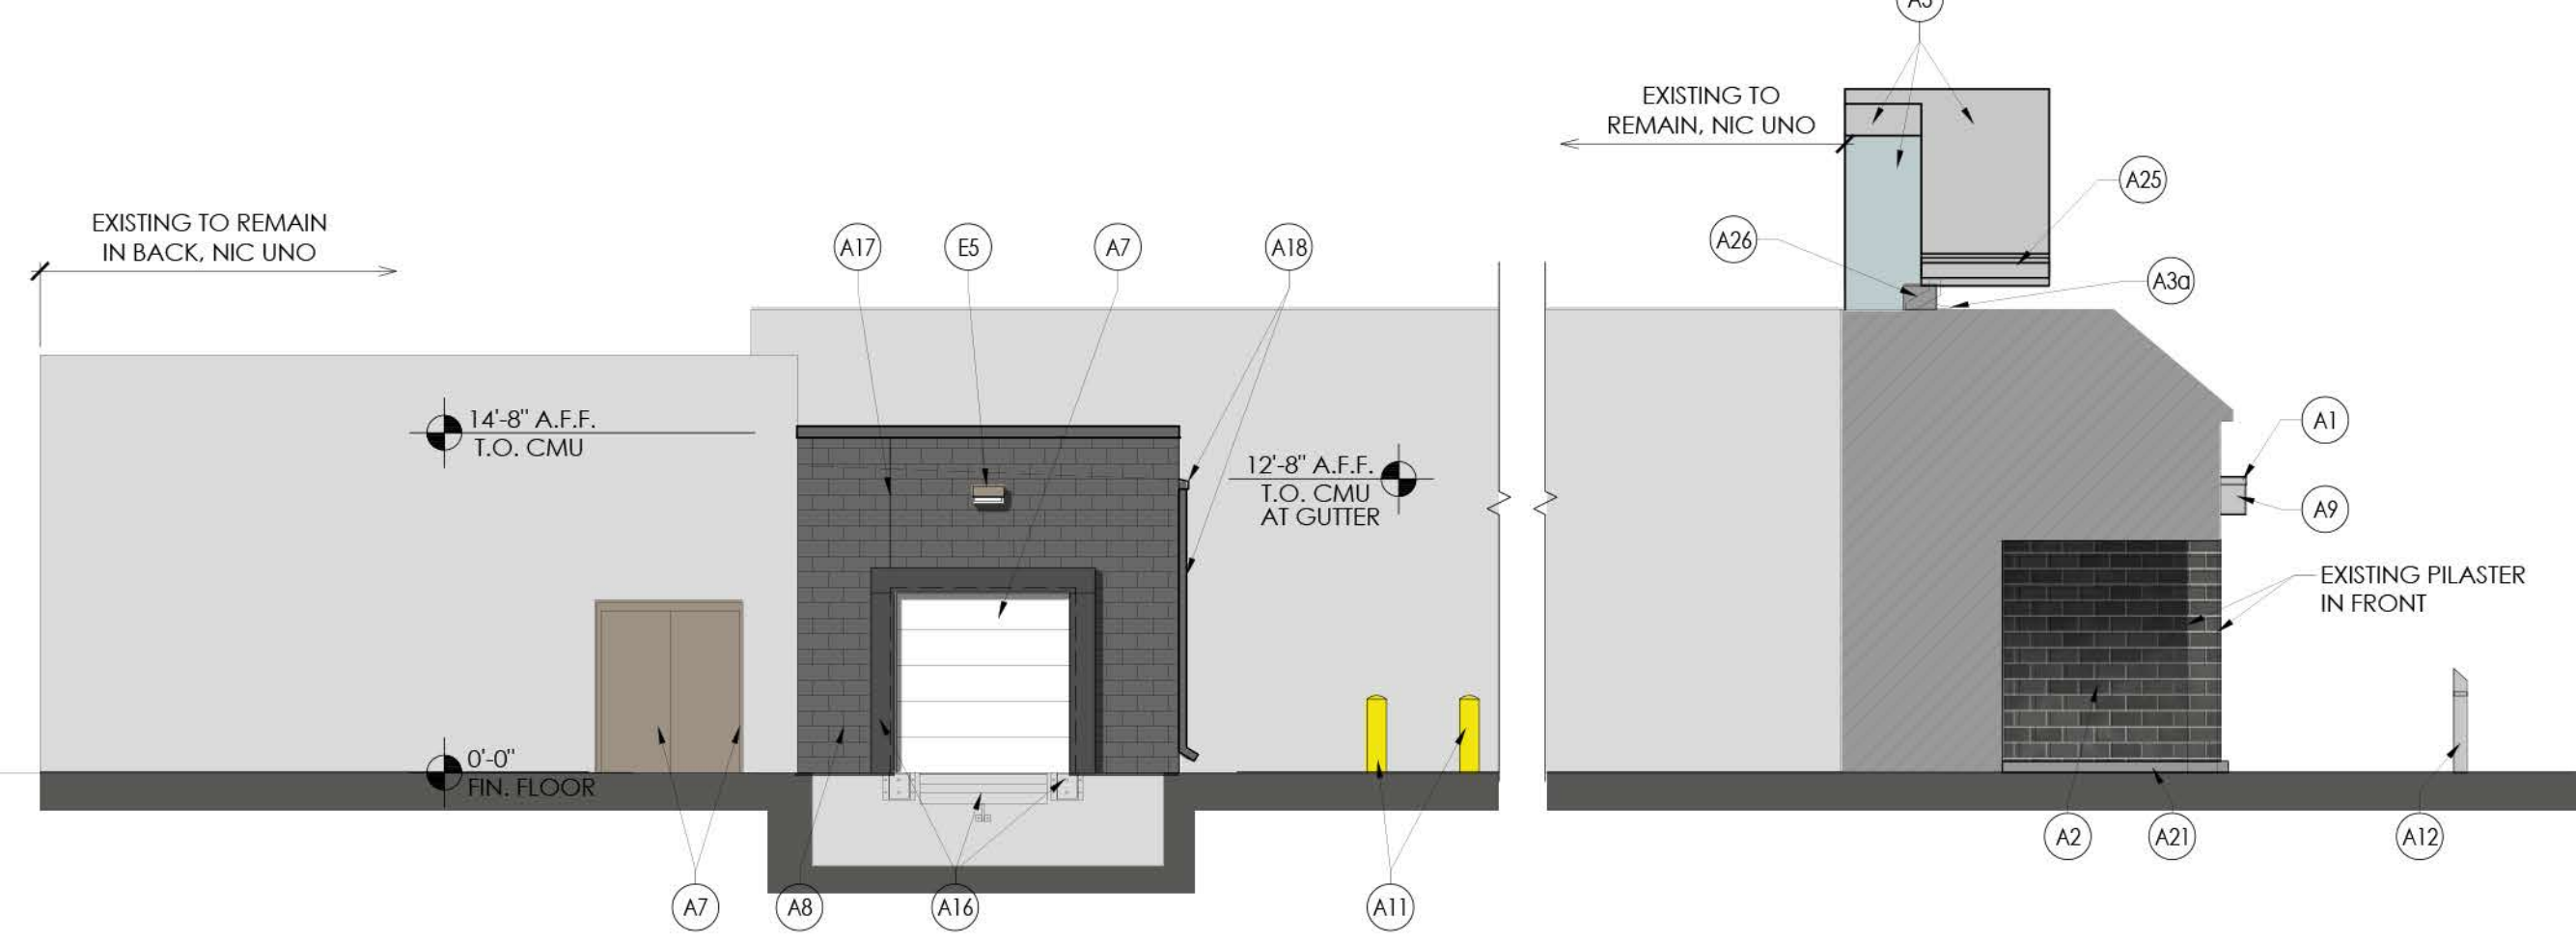 A3
EXISTING TO
REMAIN, NIC UNO
A25
EXISTING TO REMAIN
IN BACK, NIC UNO
A17
E5
A7
A18
A26
A3a
14'-8" A.F.F.
T.O. CMU
12'-8" A.F.F.
T.O. CMU
AT GUTTER
A1
A9
EXISTING PILASTER
IN FRONT
0'-0"
FIN. FLOOR
A2
A21
A12
A7
A8
A16
A11